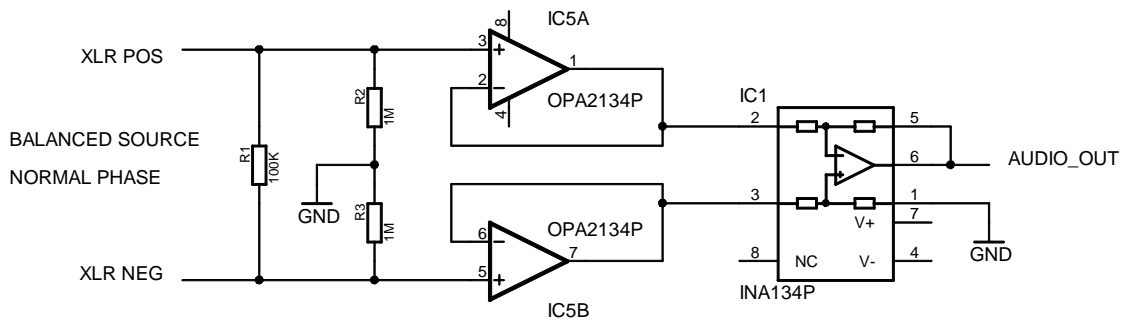 IC5A
8
XLR POS
3
+
1
2
−
4
OPA2134P
R2
1M
IC1
2
5
6
AUDIO_OUT
−
+
BALANCED SOURCE
NORMAL PHASE
R1
100K
GND
R3
1M
3
1
V+
7
GND
8
NC
V-
4
INA134P
OPA2134P
6
−
7
XLR NEG
5
+
IC5B